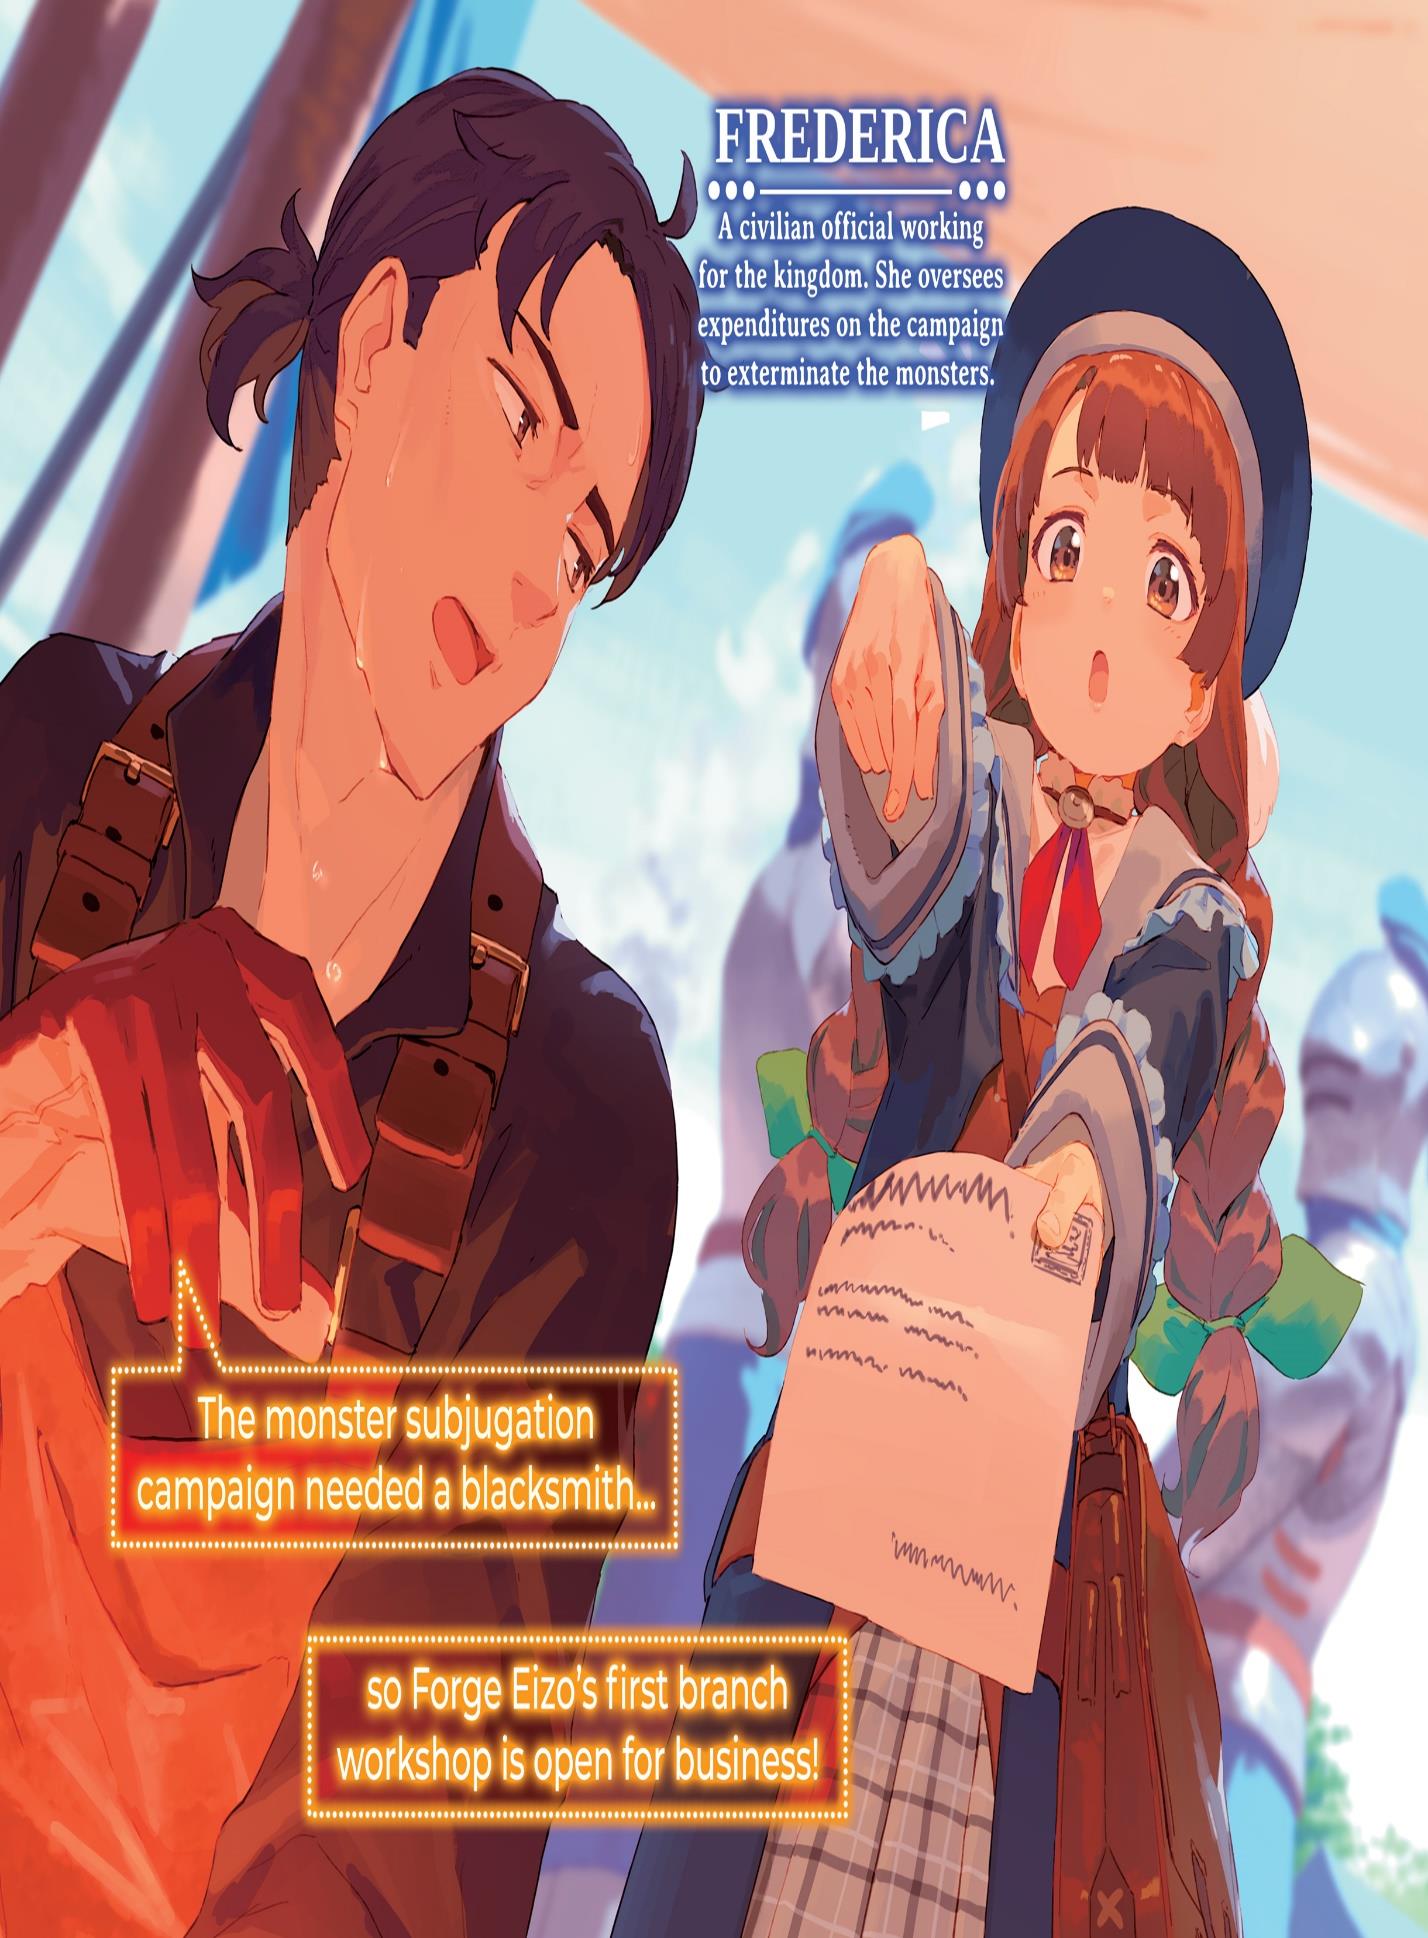 FREDERICA
A civilian official working
for the kingdom. She oversees
expenditures on the campaign
to exterminate the monsters.
The monster subjugation
campaign needed a blacksmith...
so Forge Eizo's first branch
workshop is open for business!